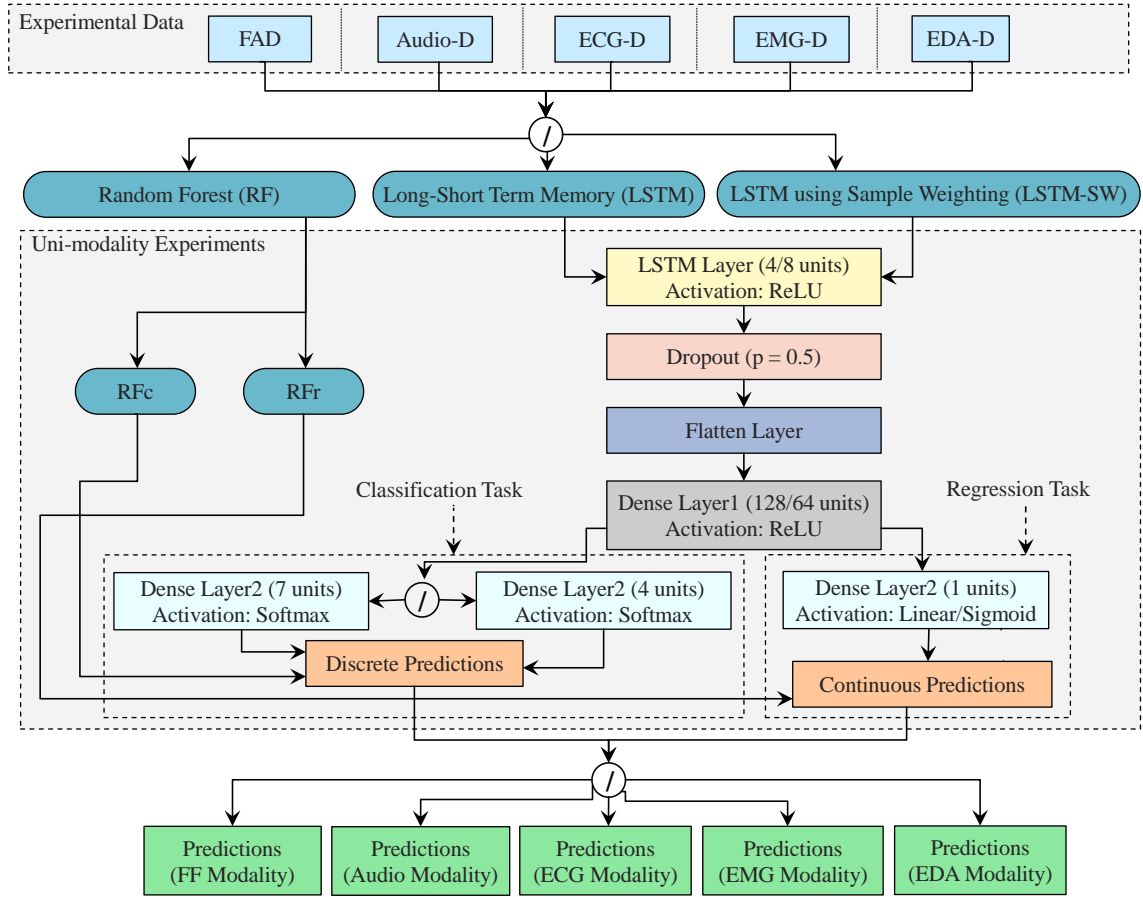 Experimental Data
FAD
Audio-D
ECG-D
EMG-D
EDA-D
/
Random Forest (RF)
Long-Short Term Memory (LSTM)
LSTM using Sample Weighting (LSTM-SW)
Uni-modality Experiments
LSTM Layer (4/8 units)
Activation: ReLU
Dropout (p = 0.5)
RFc
RFr
Flatten Layer
Classification Task
Dense Layer1 (128/64 units)
Activation: ReLU
Regression Task
Dense Layer2 (7 units)
Activation: Softmax
/
Dense Layer2 (4 units)
Activation: Softmax
Dense Layer2 (1 units)
Activation: Linear/Sigmoid
Discrete Predictions
Continuous Predictions
/
Predictions
(FF Modality)
Predictions
(Audio Modality)
Predictions
(ECG Modality)
Predictions
(EMG Modality)
Predictions
(EDA Modality)